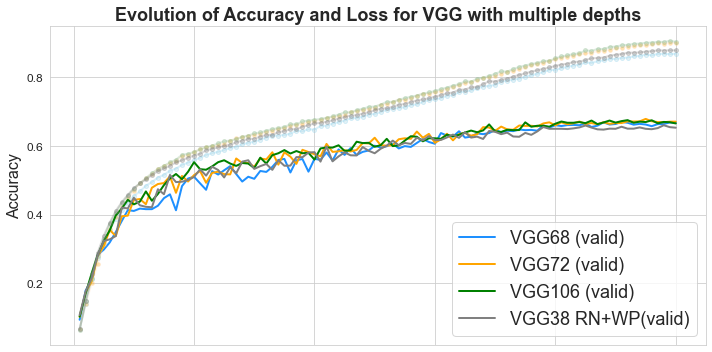 Evolution of Accuracy and Loss for VGG with multiple depths
Accuracy
0.8
0.6
0.4
0.2
VGG68 (valid)
VGG72 (valid)
VGG106 (valid)
VGG38 RN+WP(valid)